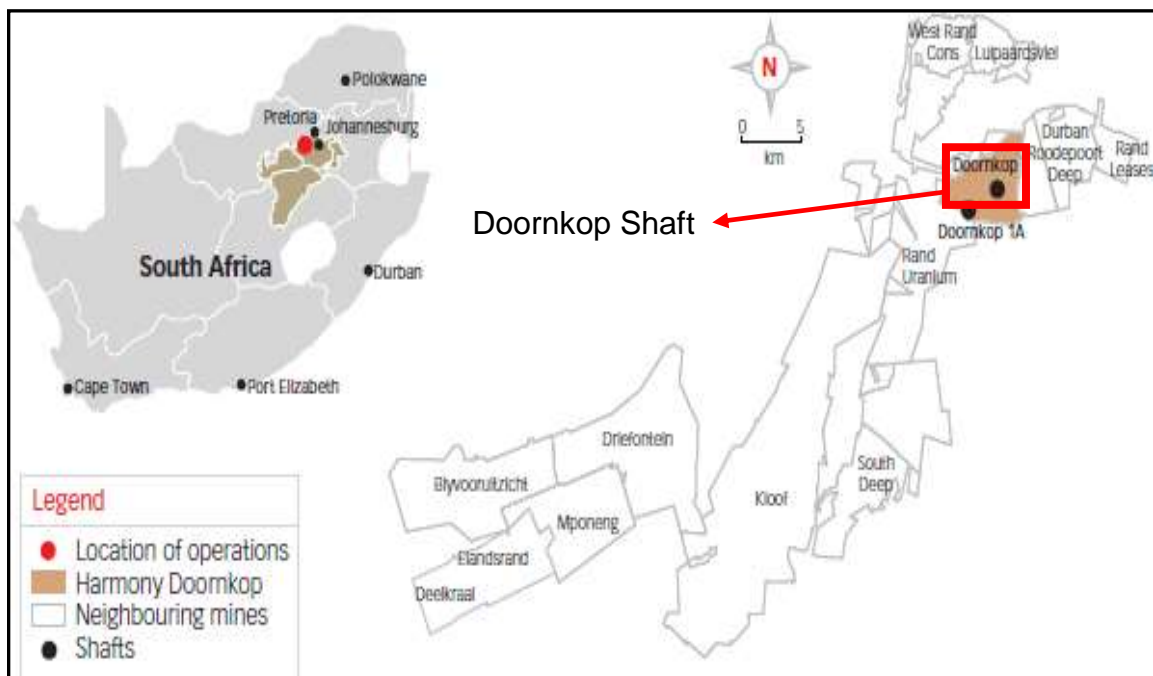 Polokwane
Pretoria
Johannesburg
South Africa
Durban
Cape Town
Port Elizabeth
Legend
Location of operations
Harmony Doornkop
Neighbouring mines
Shafts
N
0 5
km
Doornkop Shaft
West Rand
Cons
Luipaardsvlei
Doornkop
Durban
Roodepoort
Deep
Rand
Leases
Doornkop 1A
Rand
Uranium
Driefontein
Blyvooruitzicht
Mponeng
Elandsrand
Deelkraal
Kloof
South
Deep